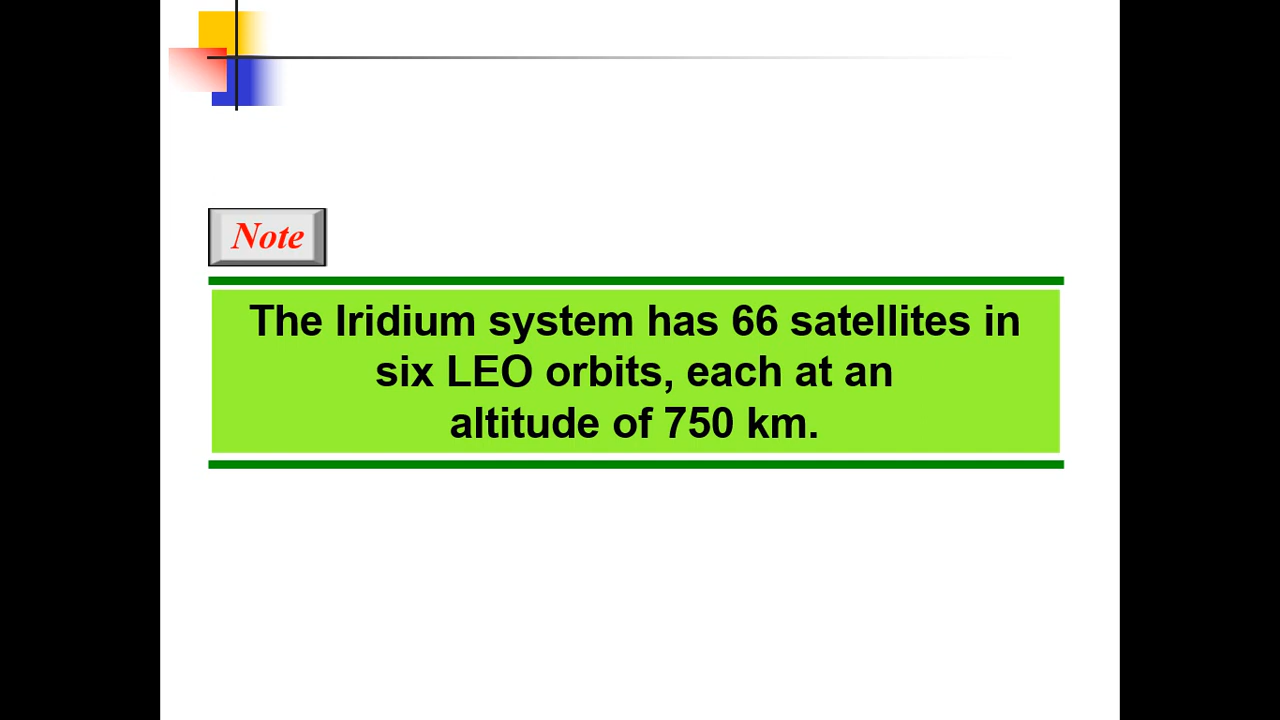 Note
The Iridium system has 66 satellites in
six LEO orbits, each at an
altitude of 750 km.